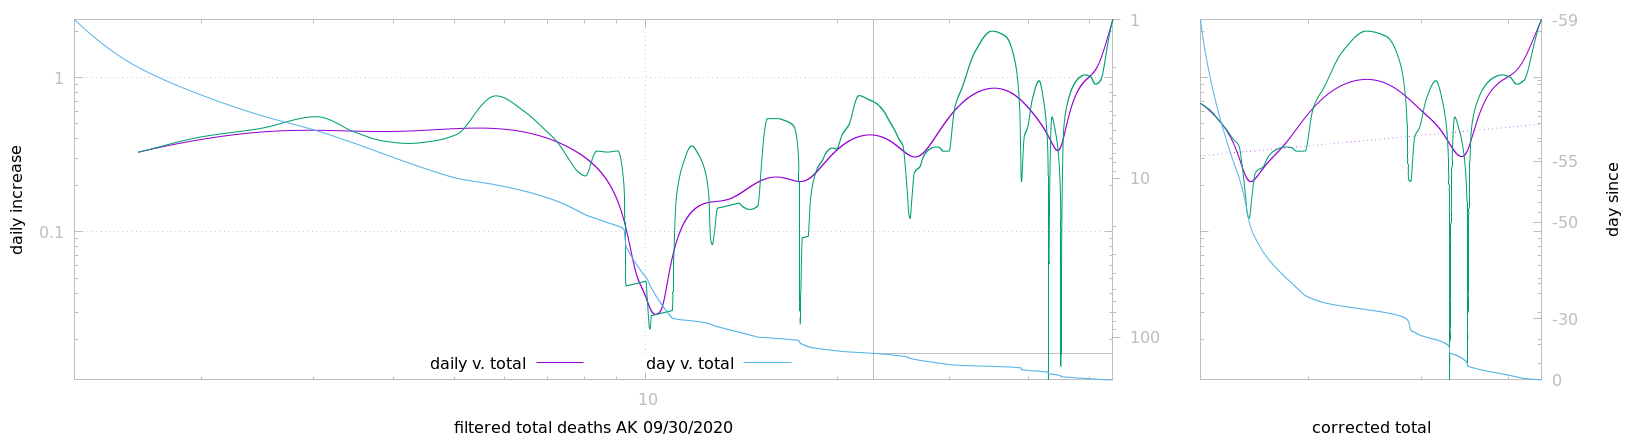 1
0.1
daily increase
daily v. total
day v. total
10
filtered total deaths AK 09/30/2020
1
10
100
corrected total
-59
-55
-50
-30
0
day since